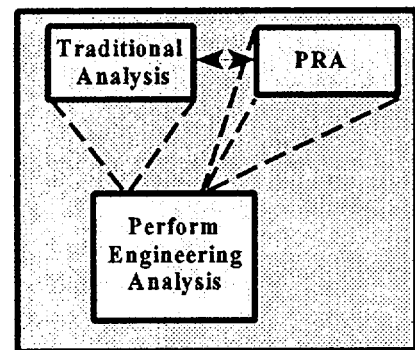 Traditional
Analysis
PRA
Perform
Engineering
Analysis